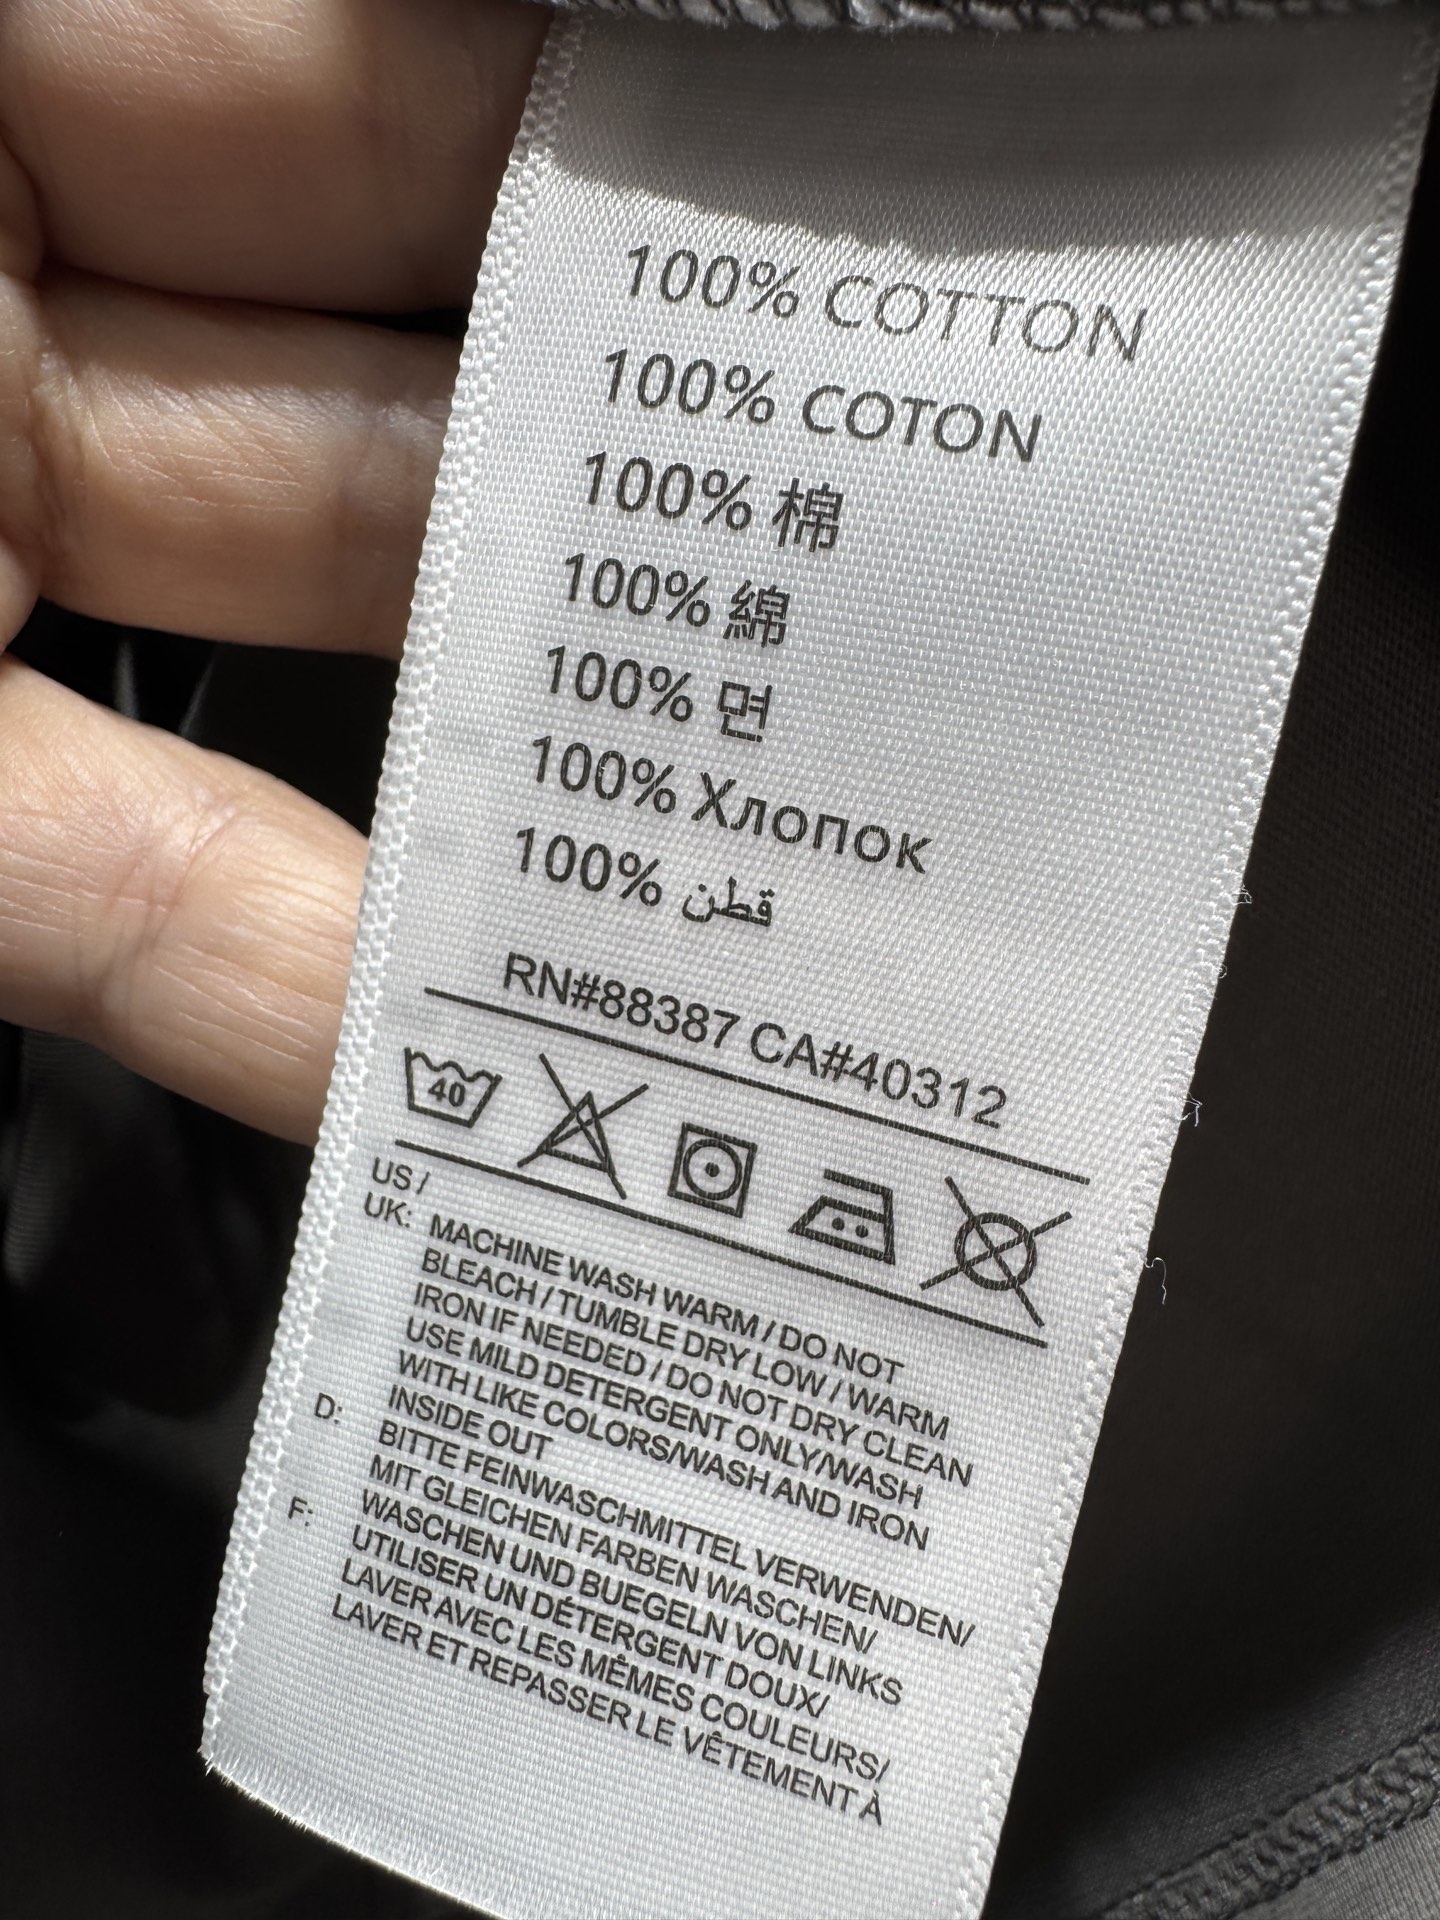 100% COTTON
100% COTON
100% 棉
100% 綿
100% 면
100% Хлопок
100% قطن
RN#88387 CA#40312
40
US /
UK: MACHINE WASH WARM / DO NOT
BLEACH / TUMBLE DRY LOW / WARM
IRON IF NEEDED / DO NOT DRY CLEAN
USE MILD DETERGENT ONLY/WASH
WITH LIKE COLORS/WASH AND IRON
INSIDE OUT
D: BITTE FEINWASCHMITTEL VERWENDEN/
MIT GLEICHEN FARBEN WASCHEN/
WASCHEN UND BUEGELN VON LINKS
F: UTILISER UN DÉTERGENT DOUX/
LAVER AVEC LES MÊMES COULEURS/
LAVER ET REPASSER LE VÊTEMENT À